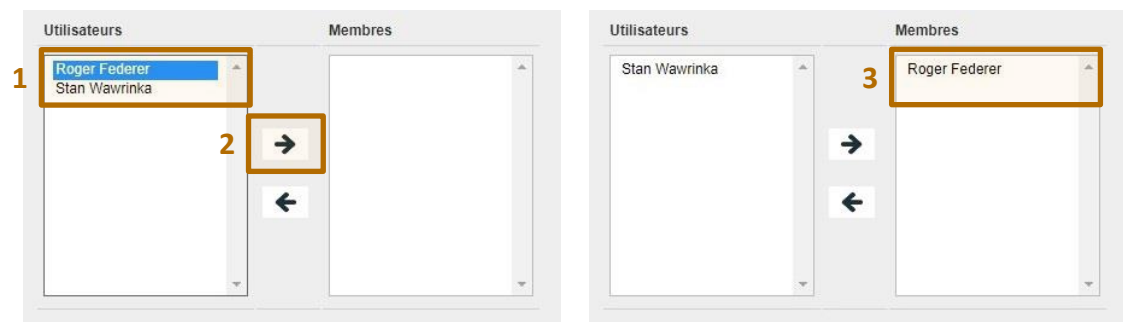 Utilisateurs Membres
1 Roger Federer
Stan Wawrinka
2
Utilisateurs Membres
Stan Wawrinka 3 Roger Federer